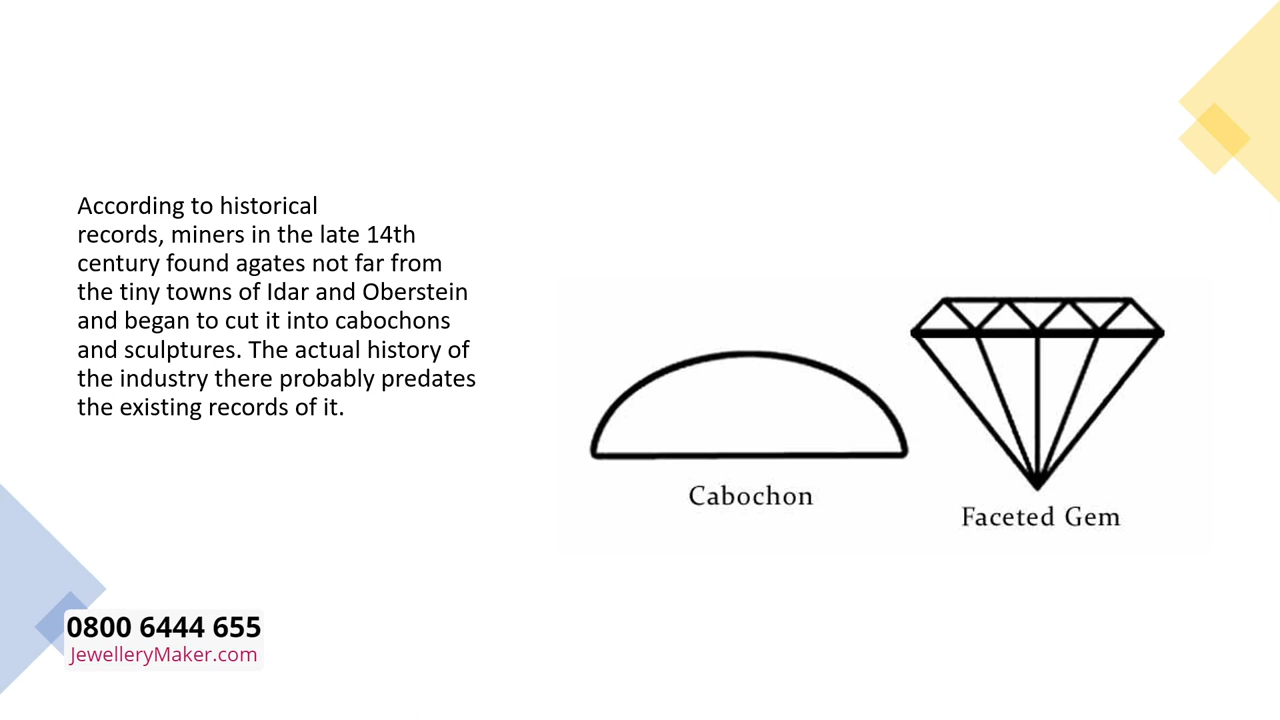 According to historical
records, miners in the late 14th
century found agates not far from
the tiny towns of Idar and Oberstein
and began to cut it into cabochons
and sculptures. The actual history of
the industry there probably predates
the existing records of it.
Cabochon
Faceted Gem
0800 6444 655
JewelleryMaker.com